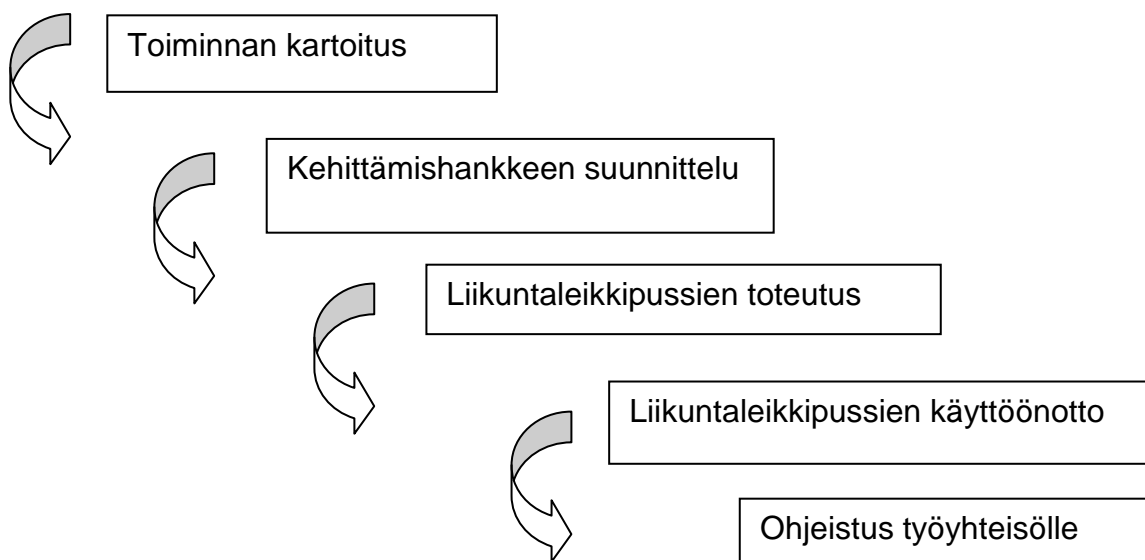 Toiminnan kartoitus
Kehittämishankkeen suunnittelu
Liikuntaleikkipussien toteutus
Liikuntaleikkipussien käyttöönotto
Ohjeistus työyhteisölle